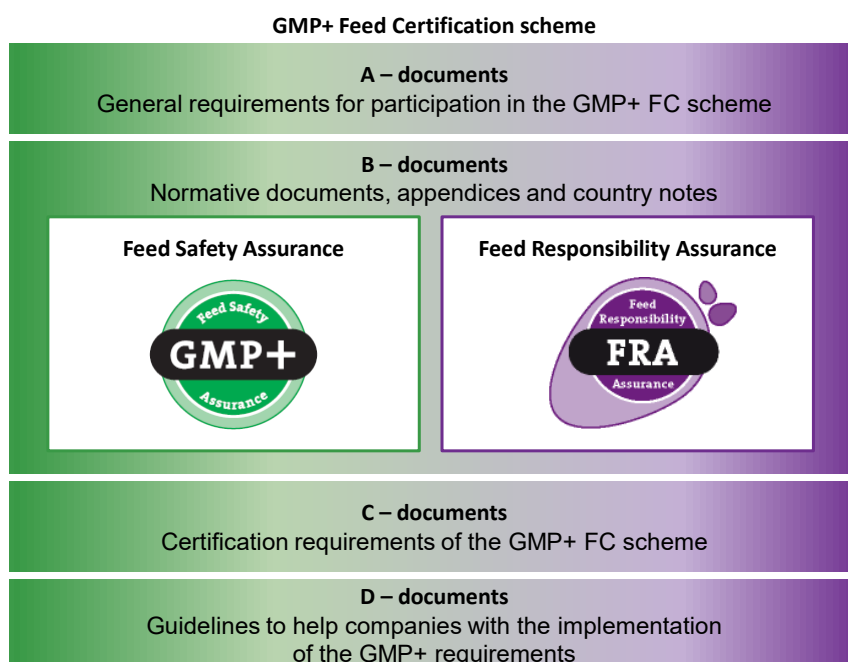 GMP+ Feed Certification scheme
A – documents
General requirements for participation in the GMP+ FC scheme
B – documents
Normative documents, appendices and country notes
Feed Safety Assurance
Feed Safety
GMP+
Assurance
Feed Responsibility Assurance
Feed
Responsibility
FRA
Assurance
C – documents
Certification requirements of the GMP+ FC scheme
D – documents
Guidelines to help companies with the implementation
of the GMP+ requirements